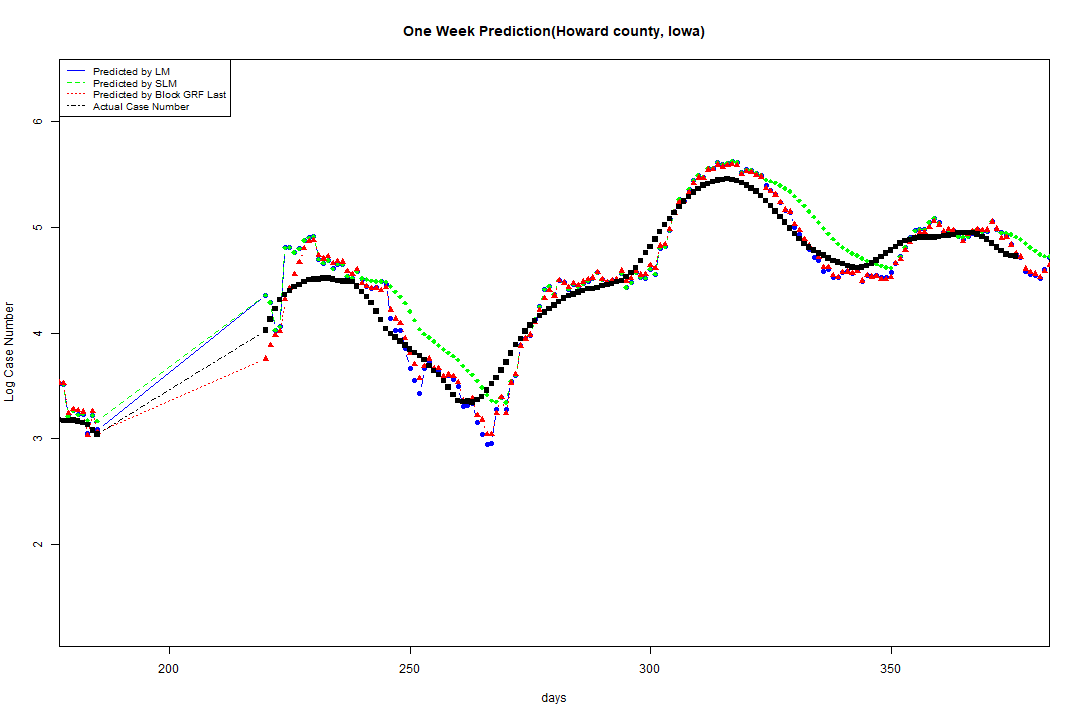 One Week Prediction(Howard county, Iowa)
Predicted by LM
Predicted by SLM
Predicted by Block GRF Last
Actual Case Number
Log Case Number
6
5
4
3
2
200 250 300 350
days